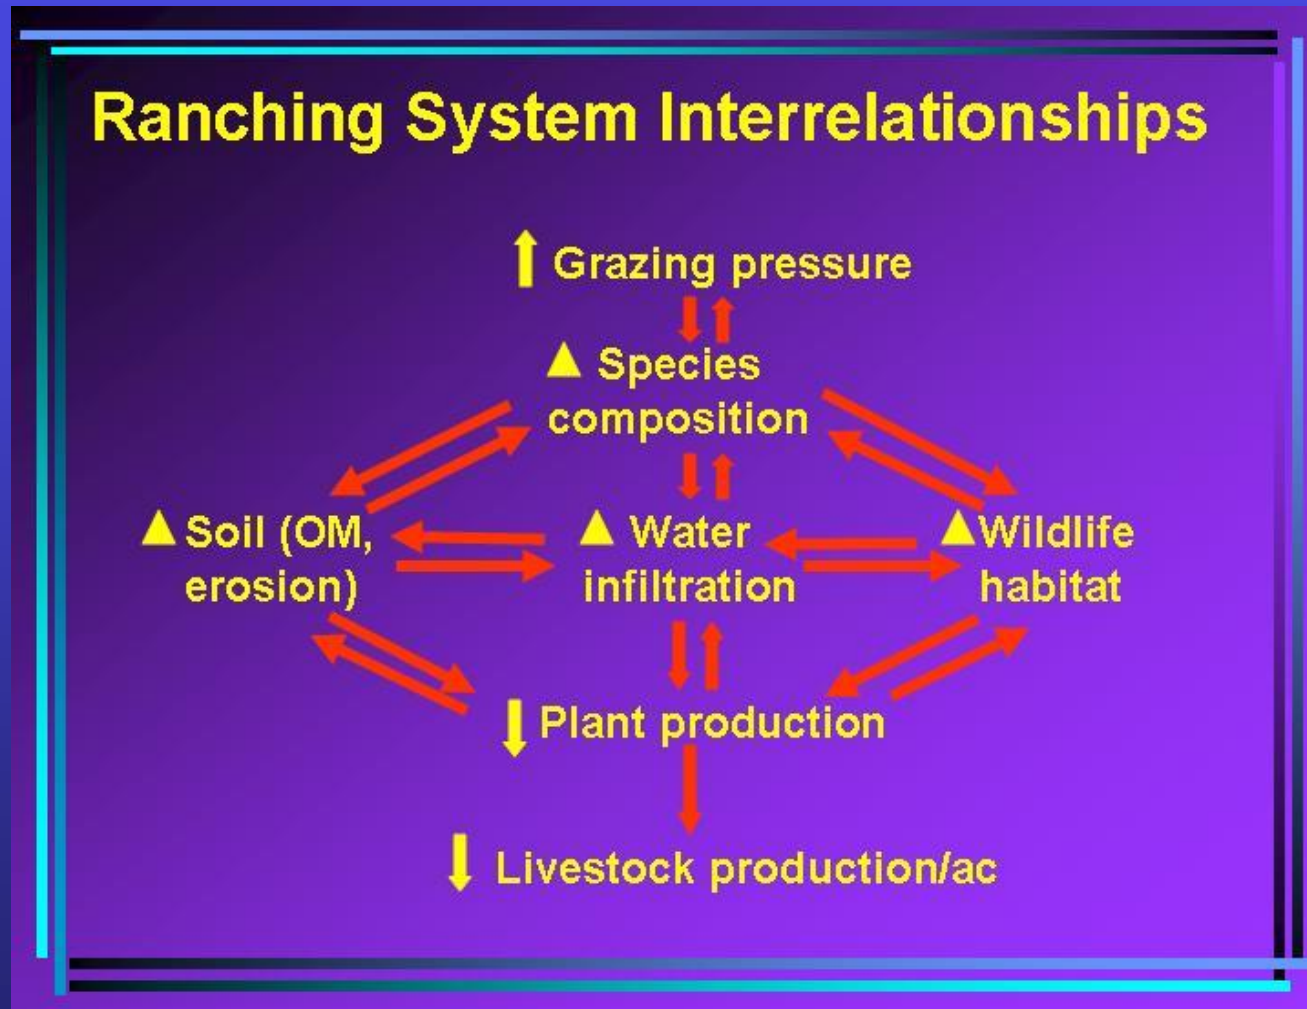 Ranching System Interrelationships
Grazing pressure
Species
composition
Soil (OM,
erosion)
Water
infiltration
Wildlife
habitat
Plant production
Livestock production/ac